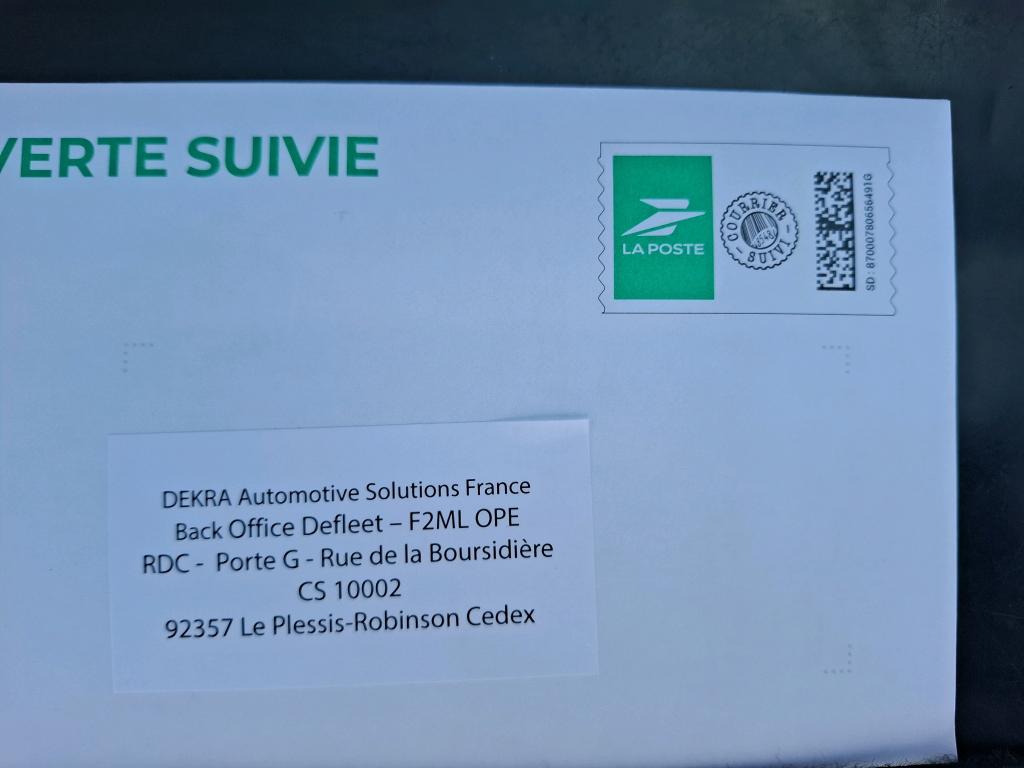 VERTE SUIVIE
LA POSTE
COURRIER
SUIVI
SD : 87000780656491G
DEKRA Automotive Solutions France
Back Office Defleet – F2ML OPE
RDC - Porte G - Rue de la Boursidière
CS 10002
92357 Le Plessis-Robinson Cedex